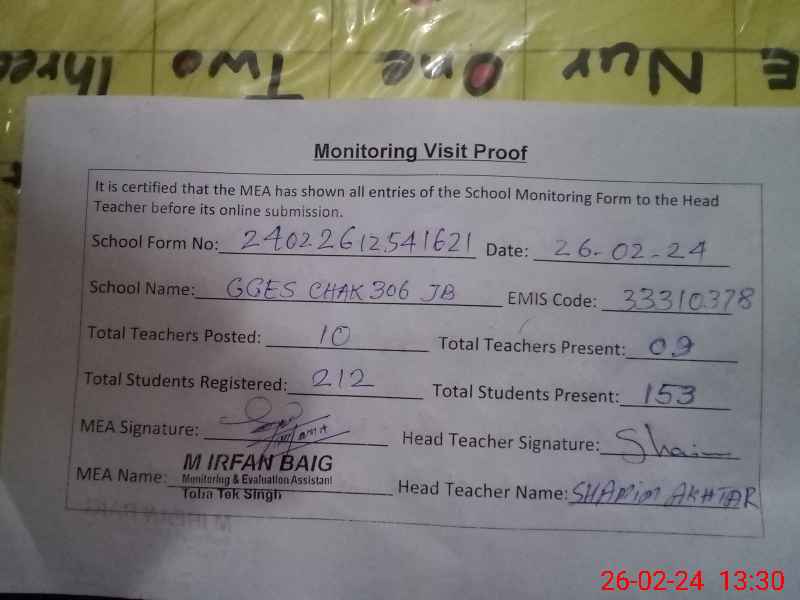 Three Two One Nur E
Monitoring Visit Proof
It is certified that the MEA has shown all entries of the School Monitoring Form to the Head
Teacher before its online submission.
School Form No: 24022612541621 Date: 26-02-24
School Name: GGES CHAK 306 JB EMIS Code: 33310378
Total Teachers Posted: 10 Total Teachers Present: 09
Total Students Registered: 212 Total Students Present: 153
MEA Signature: Head Teacher Signature:
MEA Name: M IRFAN BAIG
Monitoring & Evaluation Assistant
Toba Tek Singh
Head Teacher Name: SHAMIM AKHTAR
26-02-24 13:30